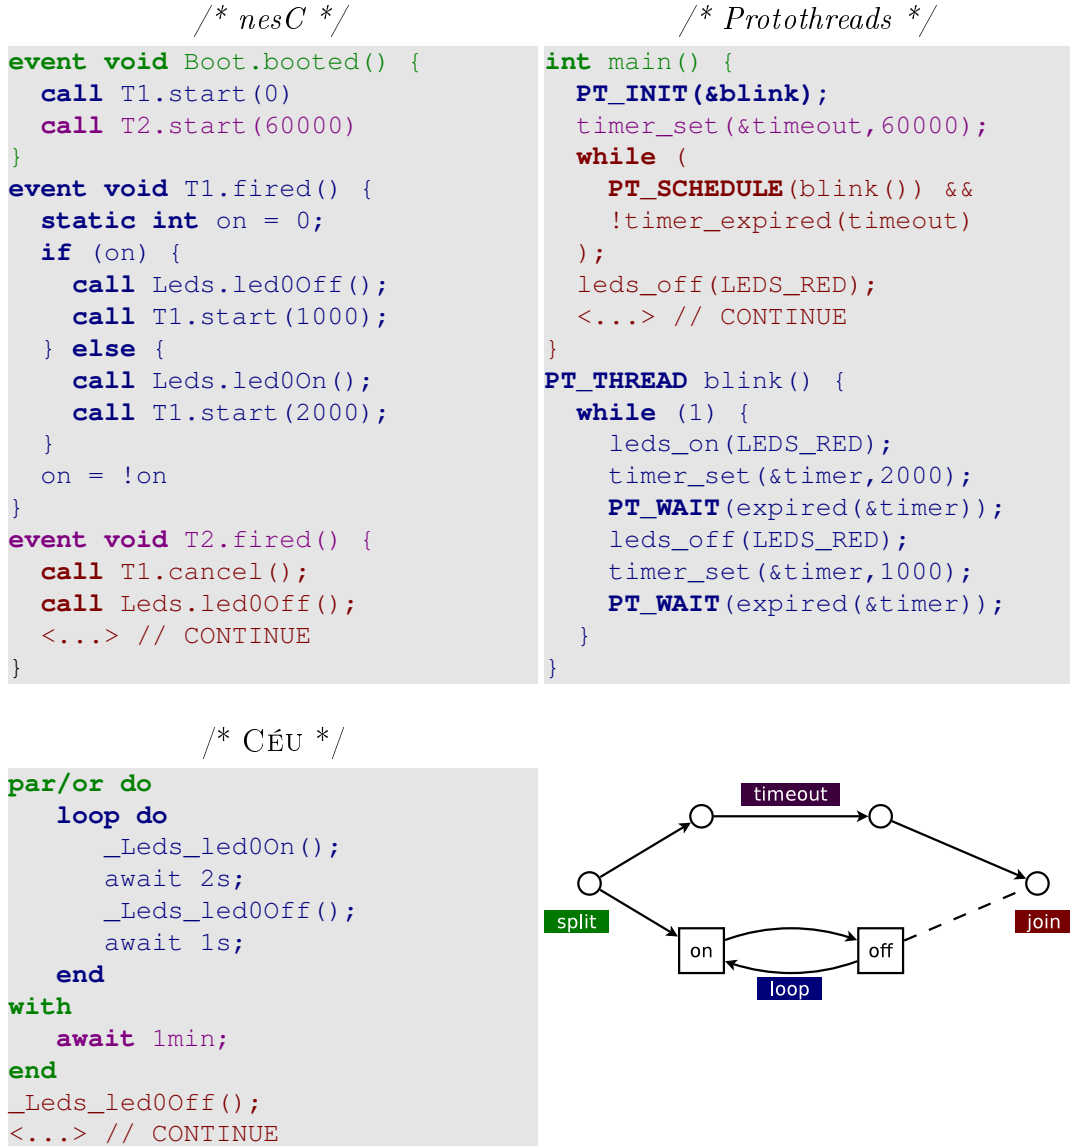 /* nesC */
event void Boot.booted() {
  call T1.start(0)
  call T2.start(60000)
}
event void T1.fired() {
  static int on = 0;
  if (on) {
    call Leds.led0Off();
    call T1.start(1000);
  } else {
    call Leds.led0On();
    call T1.start(2000);
  }
  on = !on
}
event void T2.fired() {
  call T1.cancel();
  call Leds.led0Off();
  <...> // CONTINUE
}
/* Protothreads */
int main() {
  PT_INIT(&blink);
  timer_set(&timeout,60000);
  while (
    PT_SCHEDULE(blink()) &&
    !timer_expired(timeout)
  );
  leds_off(LEDS_RED);
  <...> // CONTINUE
}
PT_THREAD blink() {
  while (1) {
    leds_on(LEDS_RED);
    timer_set(&timer,2000);
    PT_WAIT(expired(&timer));
    leds_off(LEDS_RED);
    timer_set(&timer,1000);
    PT_WAIT(expired(&timer));
  }
}
/* CÉU */
par/or do
   loop do
      _Leds_led0On();
      await 2s;
      _Leds_led0Off();
      await 1s;
   end
with
   await 1min;
end
_Leds_led0Off();
<...> // CONTINUE
timeout
split
join
on
off
loop